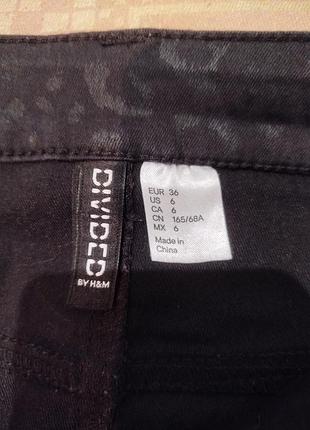 DIVIDED
BY H&M
EUR 36
US 6
CA 6
CN 165/68A
MX 6
Made in
China